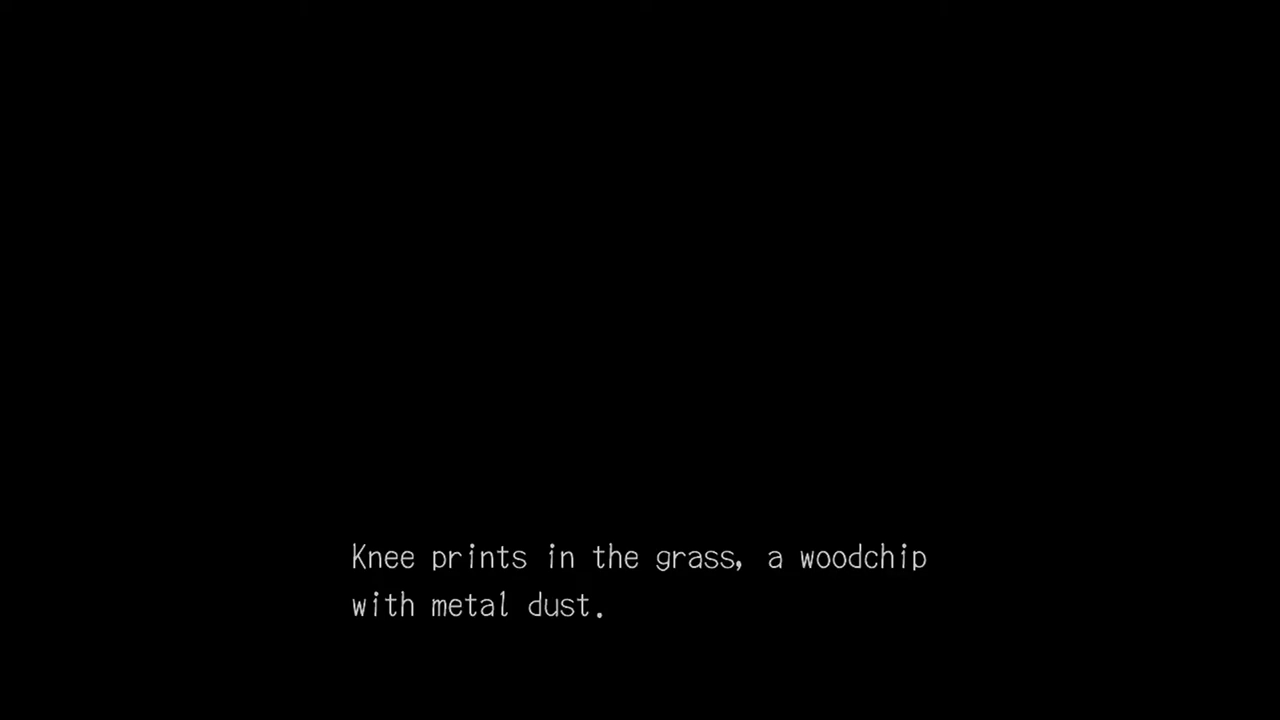 Knee prints in the grass, a woodchip
with metal dust.